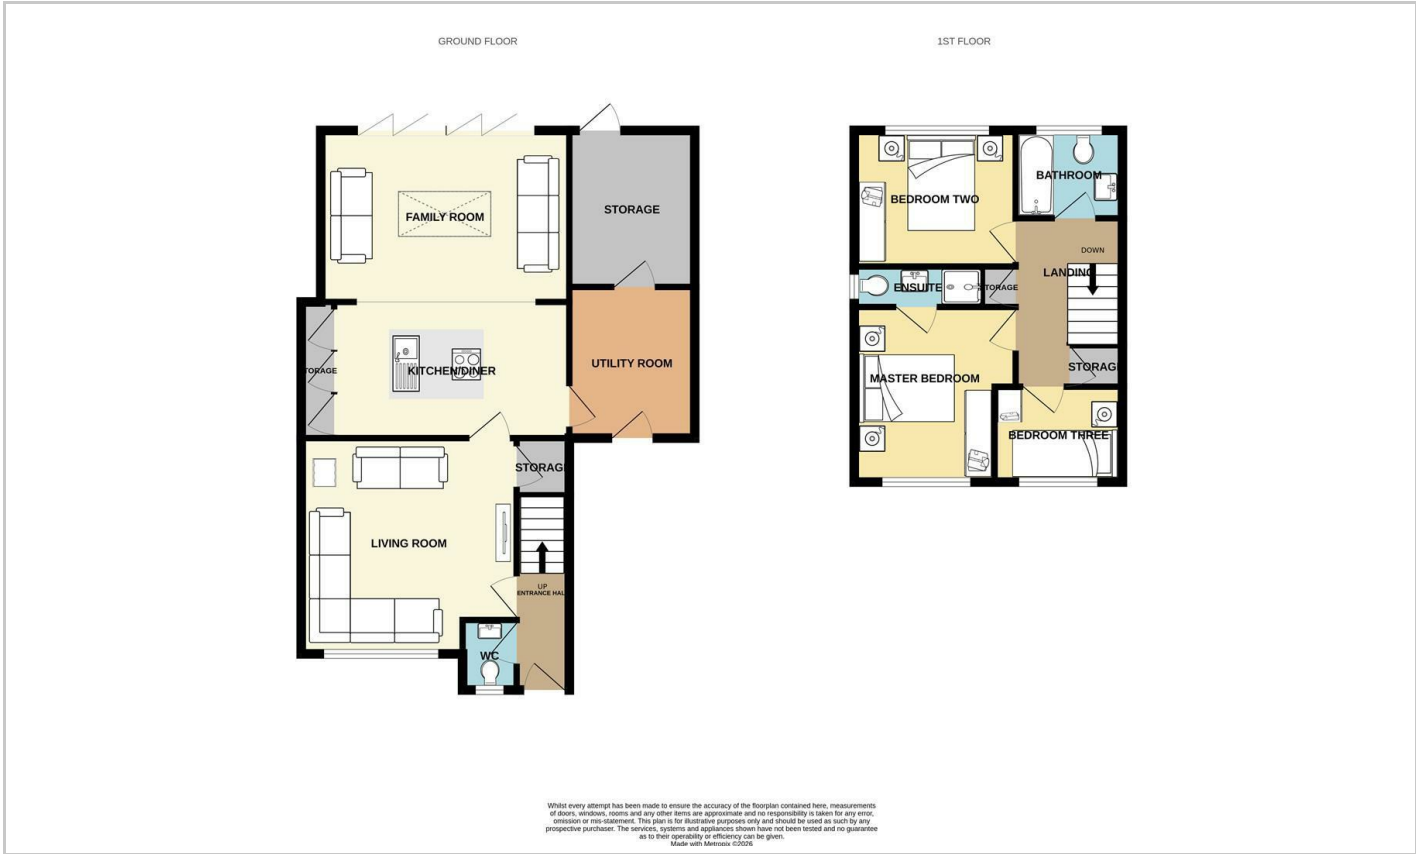 GROUND FLOOR
1ST FLOOR
FAMILY ROOM
STORAGE
UTILITY ROOM
KITCHEN/DINER
TORAGE
STORAG
LIVING ROOM
UP
ENTRANCE HAL
WC
BEDROOM TWO
BATHROOM
DOWN
LANDING
ENSUITE
STORAGE
STORAG
MASTER BEDROOM
BEDROOM THREE
Whilst every attempt has been made to ensure the accuracy of the floorplan contained here, measurements
of doors, windows, rooms and any other items are approximate and no responsibility is taken for any error,
omission or mis-statement. This plan is for illustrative purposes only and should be used as such by any
prospective purchaser. The services, systems and appliances shown have not been tested and no guarantee
as to their operability or efficiency can be given.
Made with Metropix ©2026